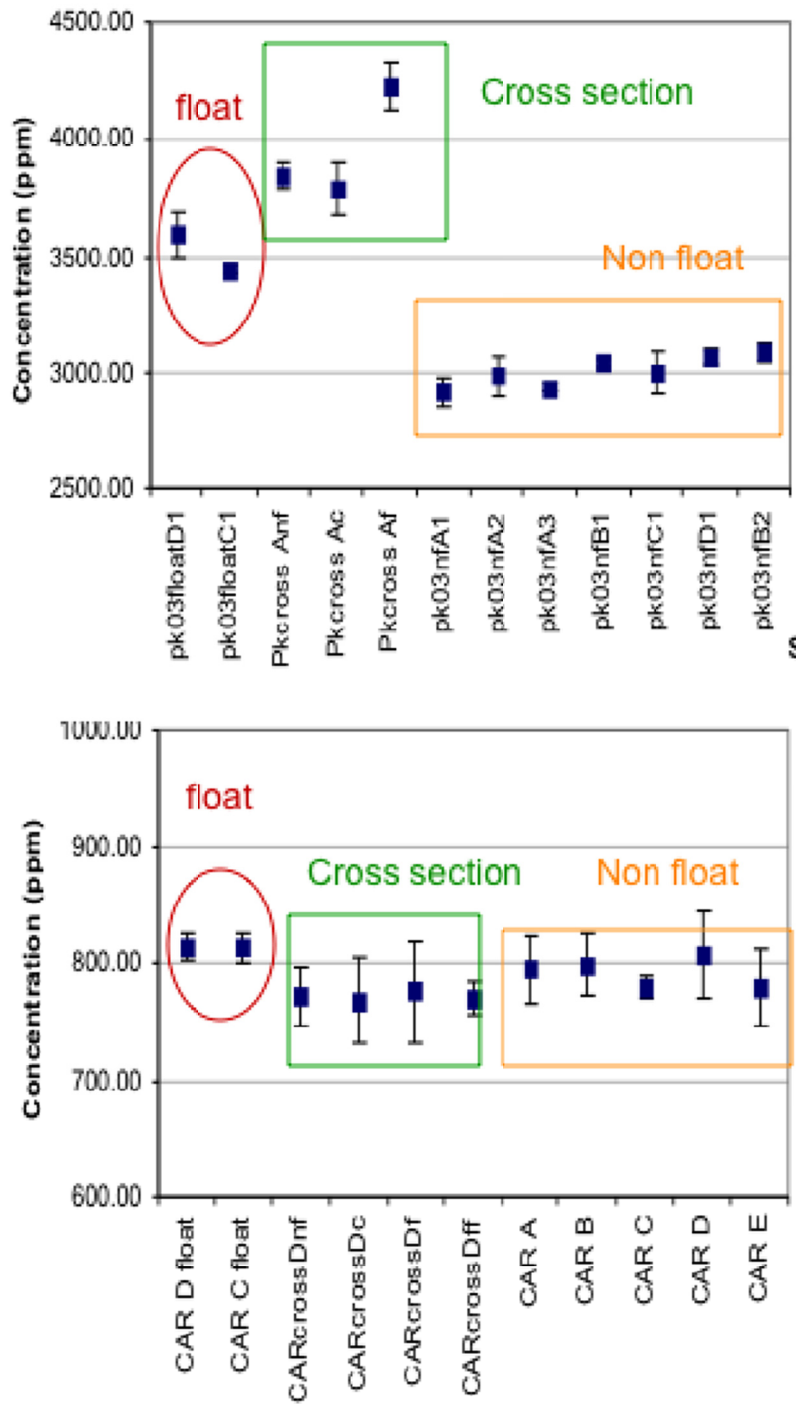 4500.00
float
Cross section
4000.00
3500.00
Non float
3000.00
2500.00
Concentration (ppm)
pk03floatD1
pk03floatC1
Pkcross Anf
Pkcross Ac
Pkcross Af
pk03nfA1
pk03nfA2
pk03nfA3
pk03nfB1
pk03nfC1
pk03nfD1
pk03nfB2
1000.00
float
900.00
Cross section
Non float
800.00
700.00
600.00
Concentration (ppm)
CAR D float
CAR C float
CARcrossDnf
CARcrossDc
CARcrossDf
CARcrossDff
CAR A
CAR B
CAR C
CAR D
CAR E